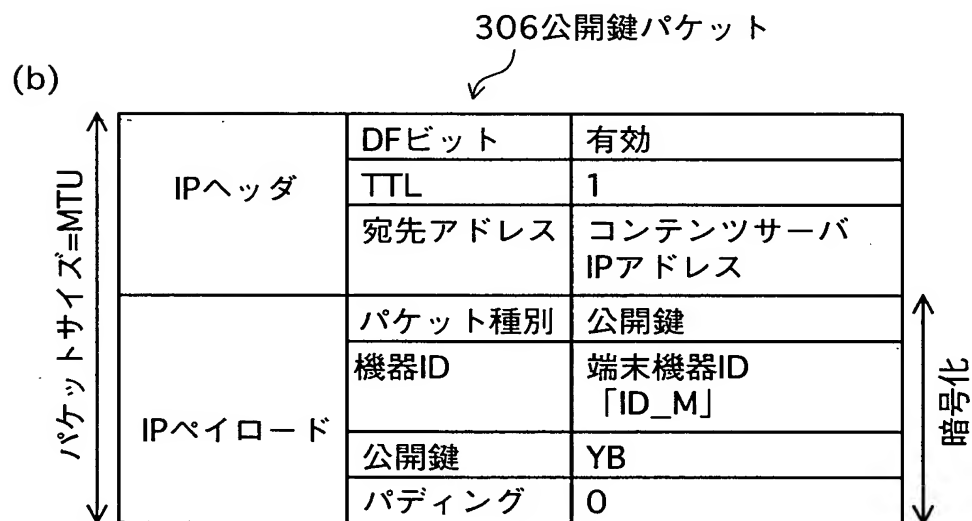 306公開鍵パケット
(b)
パケットサイズ=MTU
IPヘッダ
DFビット 有効
TTL 1
宛先アドレス コンテンツサーバ
IPアドレス
IPペイロード
パケット種別 公開鍵
機器ID 端末機器ID
「ID_M」
公開鍵 YB
パディング 0
暗号化